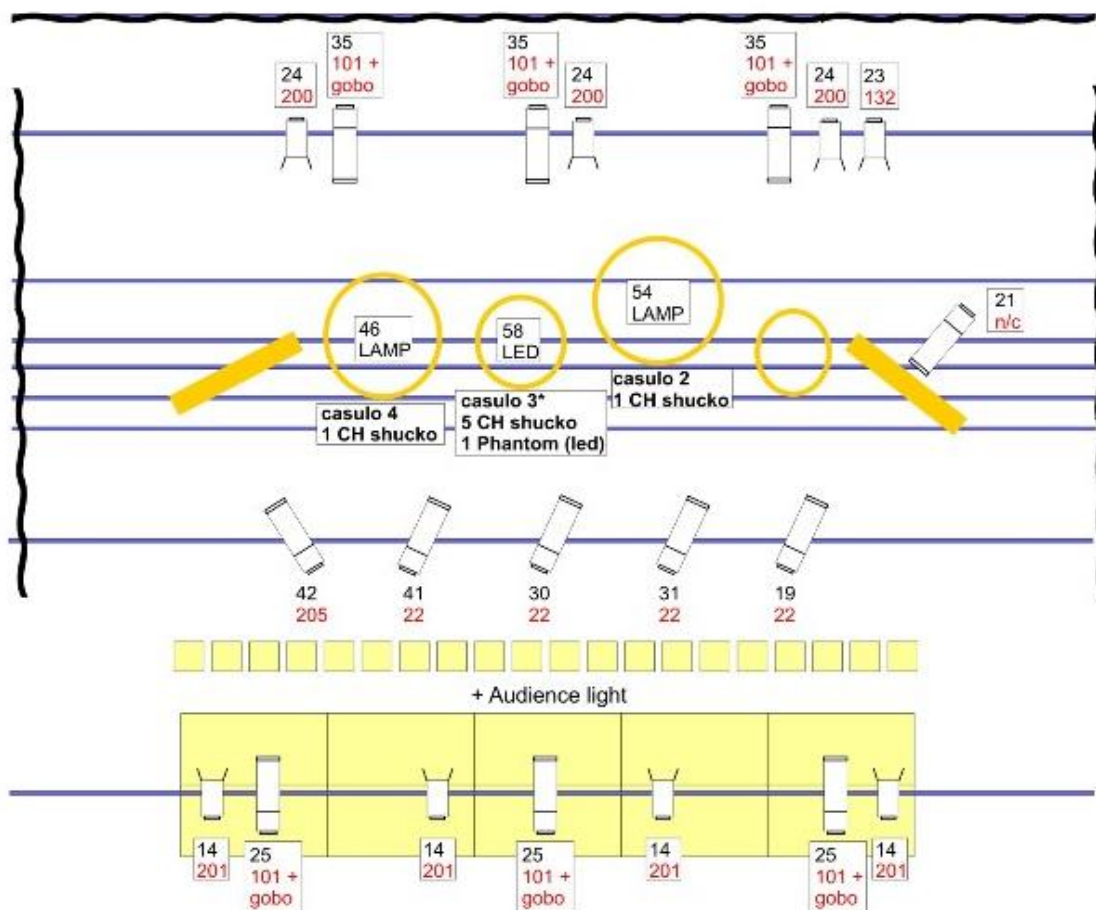 35
101 +
gobo
35
101 +
gobo
35
101 +
gobo
24
200
24
200
24
200
23
132
54
LAMP
21
n/c
46
LAMP
58
LED
casulo 2
1 CH shucko
casulo 4
1 CH shucko
casulo 3*
5 CH shucko
1 Phantom (led)
42
205
41
22
30
22
31
22
19
22
+ Audience light
14
201
25
101 +
gobo
14
201
25
101 +
gobo
14
201
25
101 +
gobo
14
201